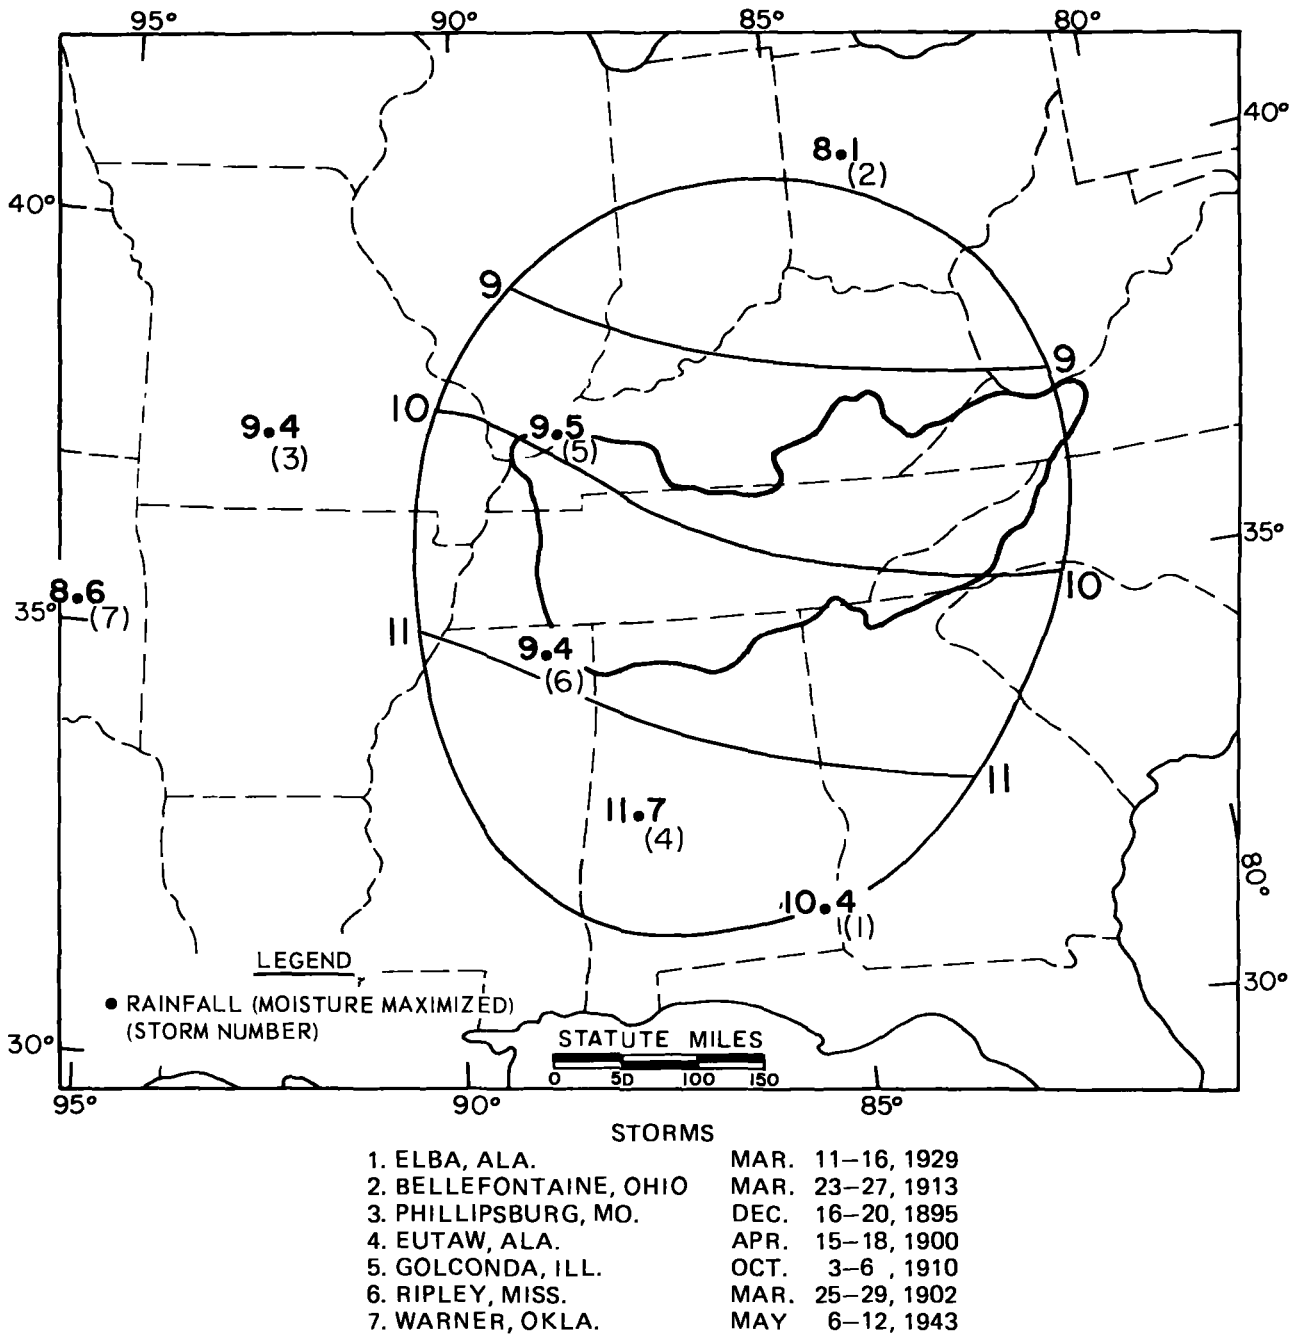 95° 90° 85° 80°
40°
8.1
(2)
40°
9
9
10
9.4
(3)
9.5
(5)
35°
8.6
(7)
35°
10
11
9.4
(6)
11
11.7
(4)
80°
10.4
(1)
LEGEND
• RAINFALL (MOISTURE MAXIMIZED)
(STORM NUMBER)
30°
30°
STATUTE MILES
0 50 100 150
95° 90° 85°
STORMS
1. ELBA, ALA. MAR. 11–16, 1929
2. BELLEFONTAINE, OHIO MAR. 23–27, 1913
3. PHILLIPSBURG, MO. DEC. 16–20, 1895
4. EUTAW, ALA. APR. 15–18, 1900
5. GOLCONDA, ILL. OCT. 3–6 , 1910
6. RIPLEY, MISS. MAR. 25–29, 1902
7. WARNER, OKLA. MAY 6–12, 1943